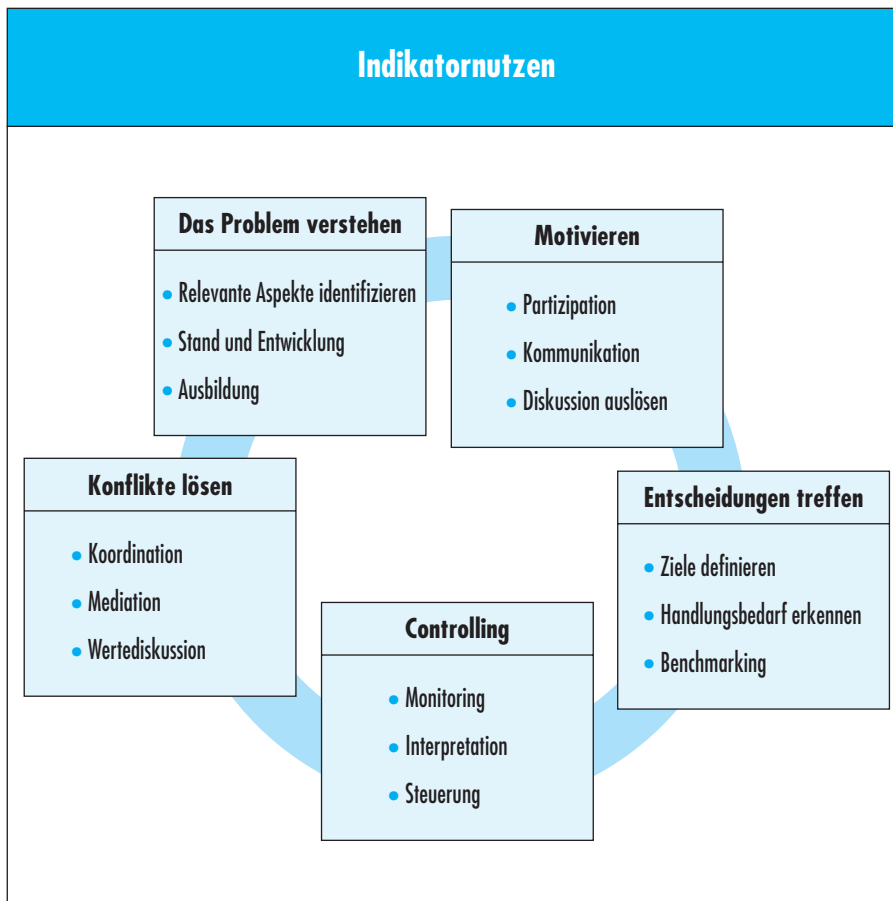 Indikatornutzen
Das Problem verstehen
• Relevante Aspekte identifizieren
• Stand und Entwicklung
• Ausbildung
Motivieren
• Partizipation
• Kommunikation
• Diskussion auslösen
Konflikte lösen
• Koordination
• Mediation
• Wertediskussion
Entscheidungen treffen
• Ziele definieren
• Handlungsbedarf erkennen
• Benchmarking
Controlling
• Monitoring
• Interpretation
• Steuerung